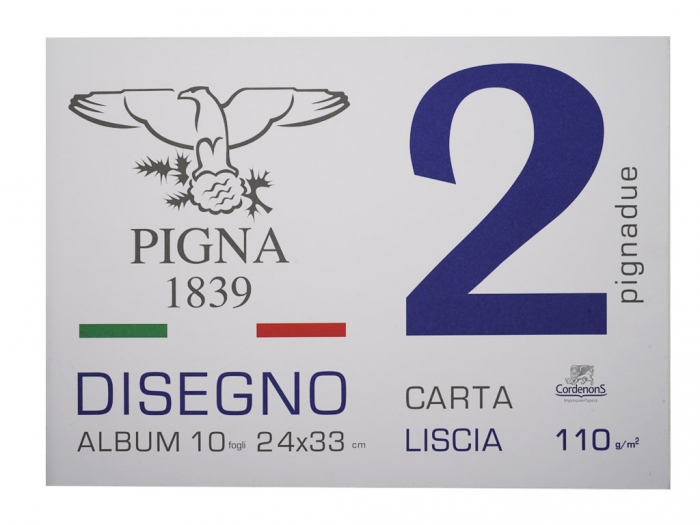 PIGNA
1839
DISEGNO
ALBUM 10 fogli 24x33 cm
2
pignadue
CARTA
LISCIA
CordenonS
110 g/m²